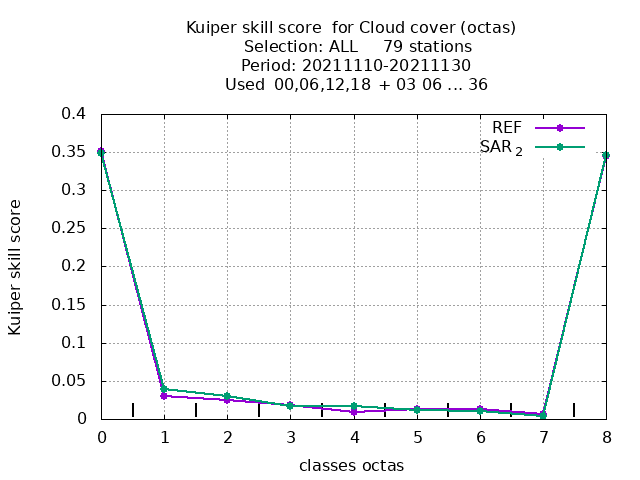 Kuiper skill score for Cloud cover (octas)
Selection: ALL 79 stations
Period: 20211110-20211130
Used 00,06,12,18 + 03 06 ... 36
0.4
REF
0.35
SAR 2
0.3
0.25
0.2
0.15
0.1
0.05
0
Kuiper skill score
0 1 2 3 4 5 6 7 8
classes octas